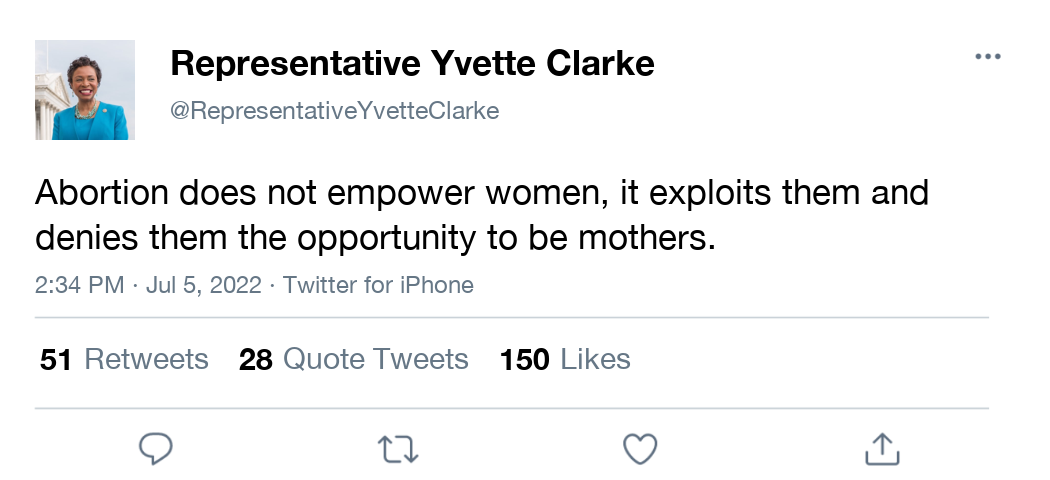 Representative Yvette Clarke
@RepresentativeYvetteClarke
Abortion does not empower women, it exploits them and
denies them the opportunity to be mothers.
2:34 PM · Jul 5, 2022 · Twitter for iPhone
51 Retweets 28 Quote Tweets 150 Likes